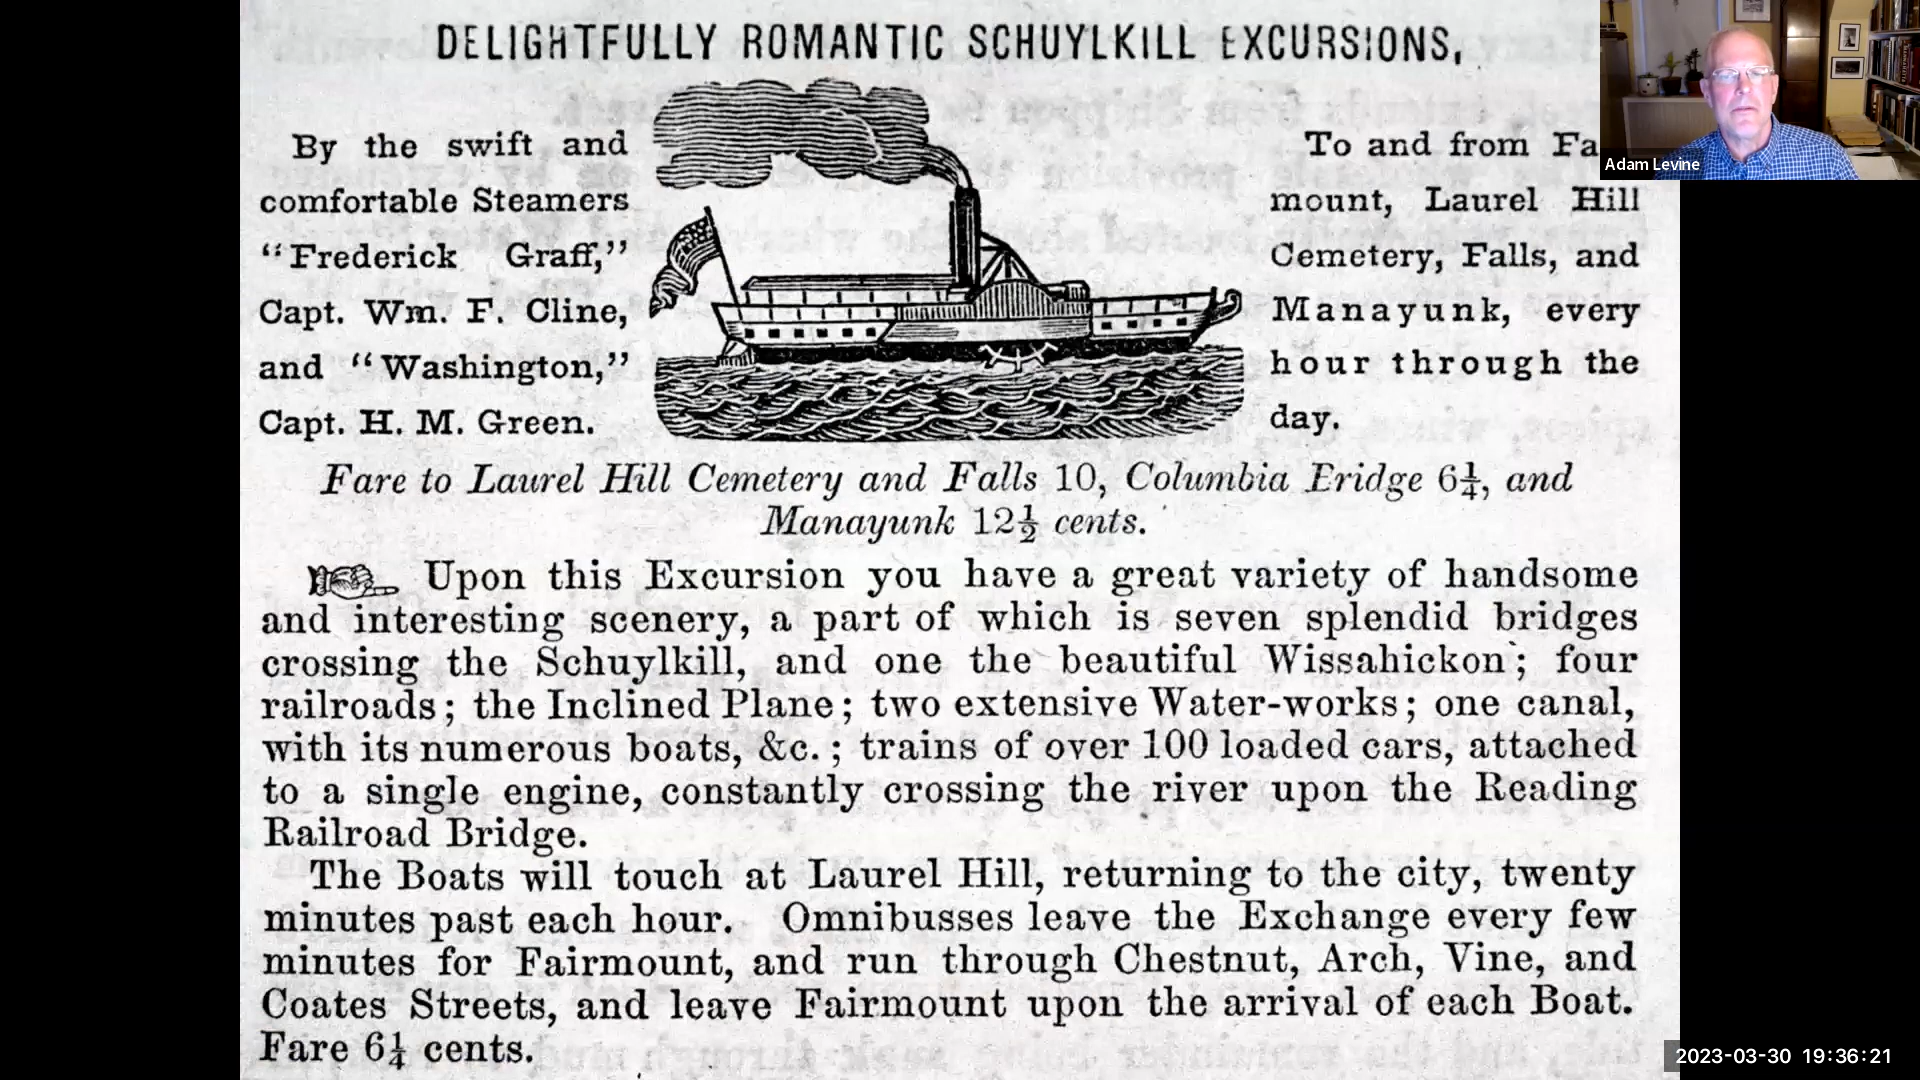 DELIGHTFULLY ROMANTIC SCHUYLKILL EXCURSIONS,
By the swift and
comfortable Steamers
“Frederick Graff,”
Capt. Wm. F. Cline,
and “Washington,”
Capt. H. M. Green.
To and from Fa
mount, Laurel Hill
Cemetery, Falls, and
Manayunk, every
hour through the
day.
Fare to Laurel Hill Cemetery and Falls 10, Columbia Bridge 6¼, and
Manayunk 12½ cents.
Upon this Excursion you have a great variety of handsome
and interesting scenery, a part of which is seven splendid bridges
crossing the Schuylkill, and one the beautiful Wissahickon; four
railroads; the Inclined Plane; two extensive Water-works; one canal,
with its numerous boats, &c.; trains of over 100 loaded cars, attached
to a single engine, constantly crossing the river upon the Reading
Railroad Bridge.
The Boats will touch at Laurel Hill, returning to the city, twenty
minutes past each hour. Omnibusses leave the Exchange every few
minutes for Fairmount, and run through Chestnut, Arch, Vine, and
Coates Streets, and leave Fairmount upon the arrival of each Boat.
Fare 6¼ cents.
Adam Levine
2023-03-30 19:36:21